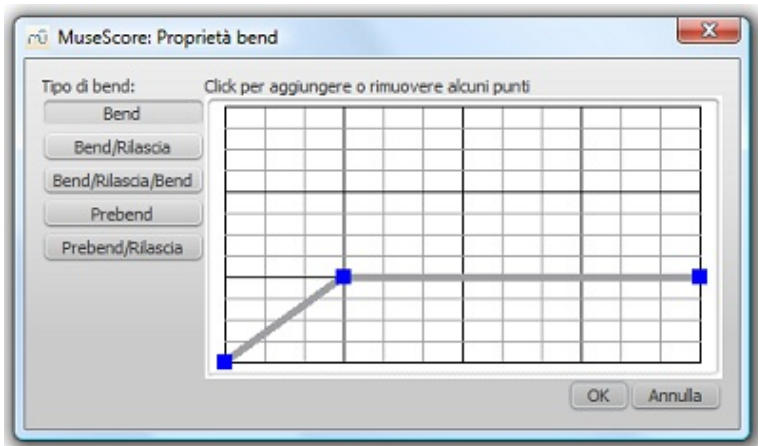 MuseScore: Proprietà bend
Tipo di bend:
Click per aggiungere o rimuovere alcuni punti
Bend
Bend/Rilascia
Bend/Rilascia/Bend
Prebend
Prebend/Rilascia
OK
Annulla